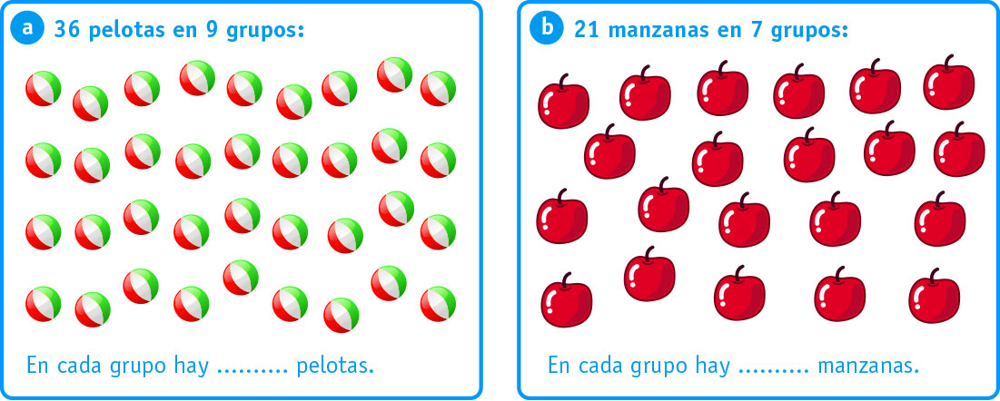 a 36 pelotas en 9 grupos:
En cada grupo hay .......... pelotas.
b 21 manzanas en 7 grupos:
En cada grupo hay .......... manzanas.